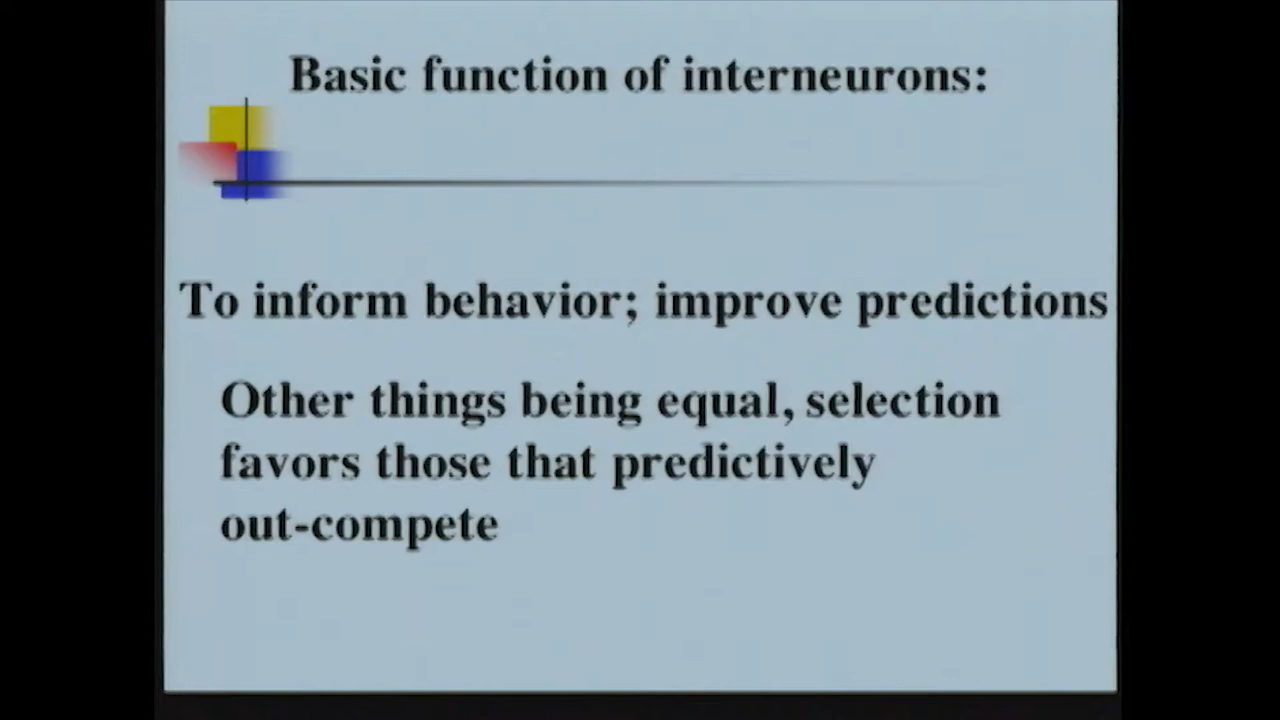 Basic function of interneurons:
To inform behavior; improve predictions
Other things being equal, selection
favors those that predictively
out-compete